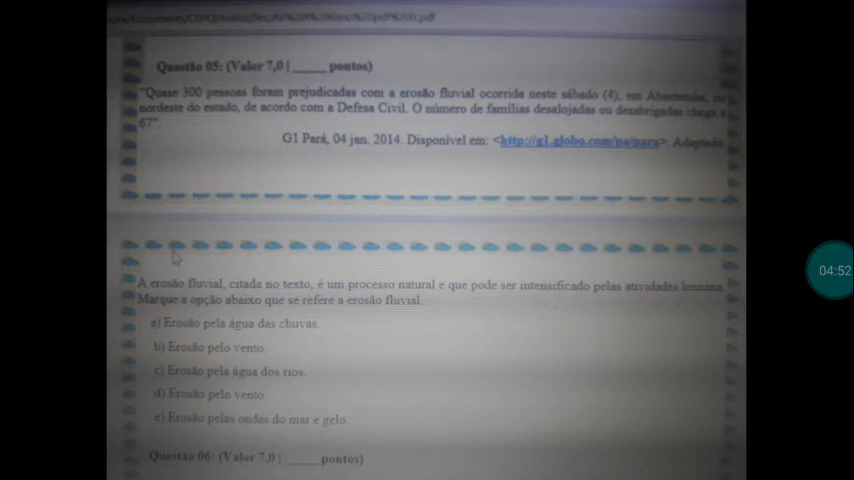 Questão 05: (Valor 7,0 | _____ pontos)
"Quase 300 pessoas foram prejudicadas com a erosão fluvial ocorrida neste sábado (4), em
nordeste do estado, de acordo com a Defesa Civil. O número de famílias desalojadas ou desabrigadas chega a
67".
G1 Pará, 04 jan. 2014. Disponível em: <http://g1.globo.com/pa/para>. Adaptado.
A erosão fluvial, citada no texto, é um processo natural e que pode ser intensificado pelas atividades humana.
Marque a opção abaixo que se refere a erosão fluvial.
a) Erosão pela água das chuvas.
b) Erosão pelo vento.
c) Erosão pela água dos rios.
d) Erosão pelo vento
e) Erosão pelas ondas do mar e gelo.
Questão 06: (Valor 7,0 | _____ pontos)
04:52